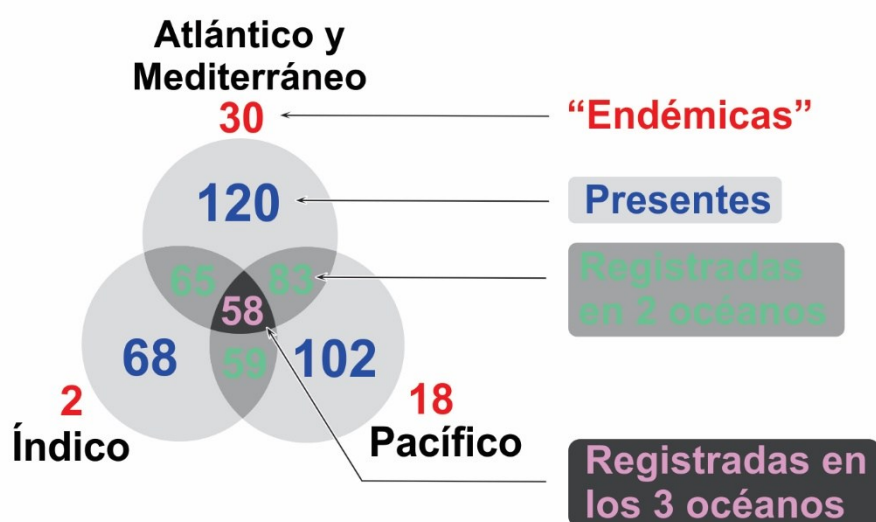 Atlántico y
Mediterráneo
30
“Endémicas”
120
Presentes
65
83
Registradas
en 2 océanos
58
68
59
102
2
Índico
18
Pacífico
Registradas en
los 3 océanos